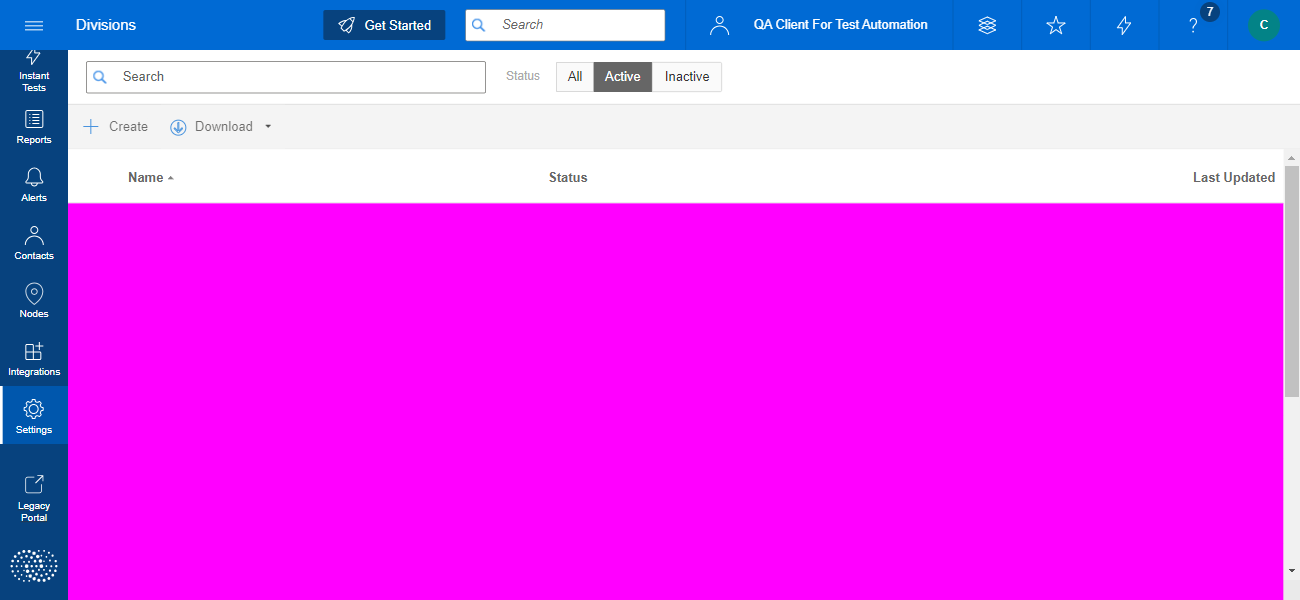 Divisions
Get Started
Search
QA Client For Test Automation
?
7
C
Instant
Tests
Reports
Alerts
Contacts
Nodes
Integrations
Settings
Legacy
Portal
Search
Status
All
Active
Inactive
Create
Download
Name
Status
Last Updated